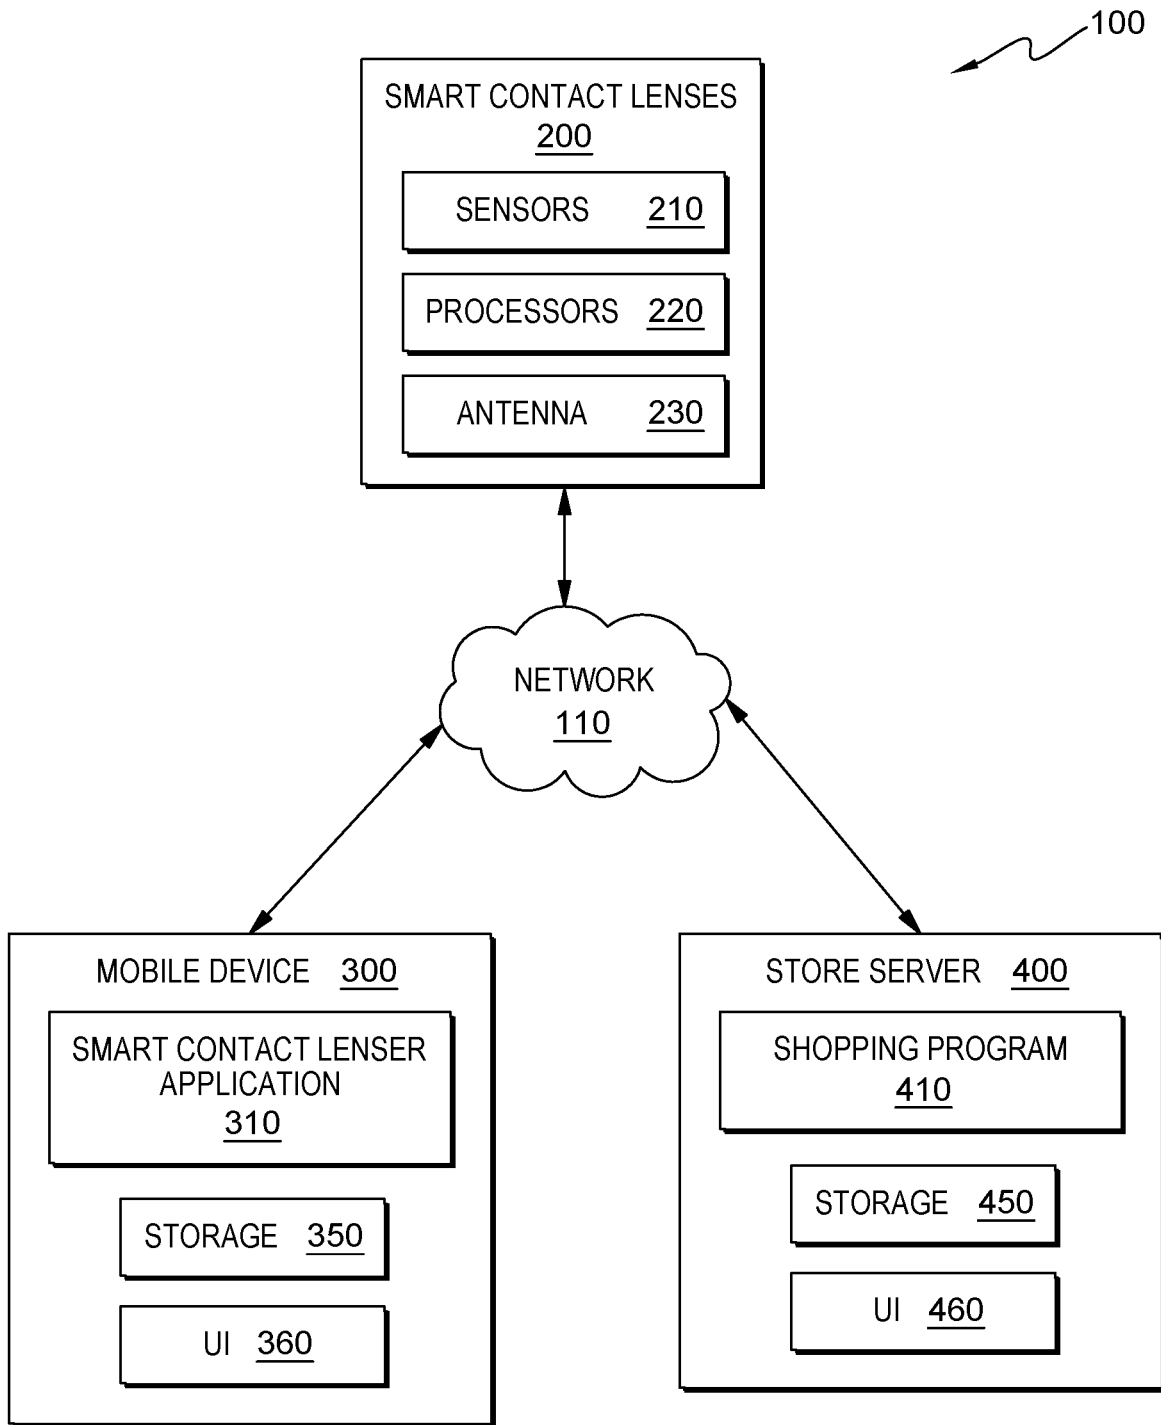 100
SMART CONTACT LENSES
200
SENSORS 210
PROCESSORS 220
ANTENNA 230
NETWORK
110
MOBILE DEVICE 300
SMART CONTACT LENSER
APPLICATION
310
STORAGE 350
UI 360
STORE SERVER 400
SHOPPING PROGRAM
410
STORAGE 450
UI 460